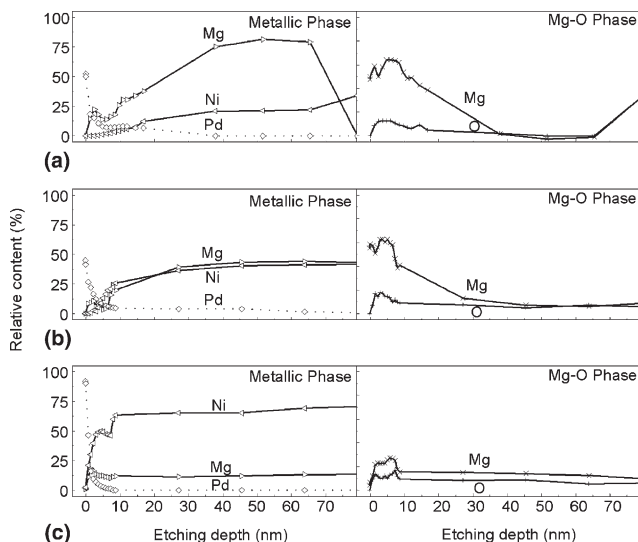 Metallic Phase
Mg-O Phase
100
75
50
25
0
Mg
Ni
Pd
Mg
O
(a)
Metallic Phase
Mg-O Phase
100
75
50
25
0
Mg
Ni
Pd
Mg
O
(b)
Relative content (%)
Metallic Phase
Mg-O Phase
100
75
50
25
0
Ni
Mg
Pd
Mg
O
0 10 20 30 40 50 60 70
0 10 20 30 40 50 60 70
(c)
Etching depth (nm)
Etching depth (nm)